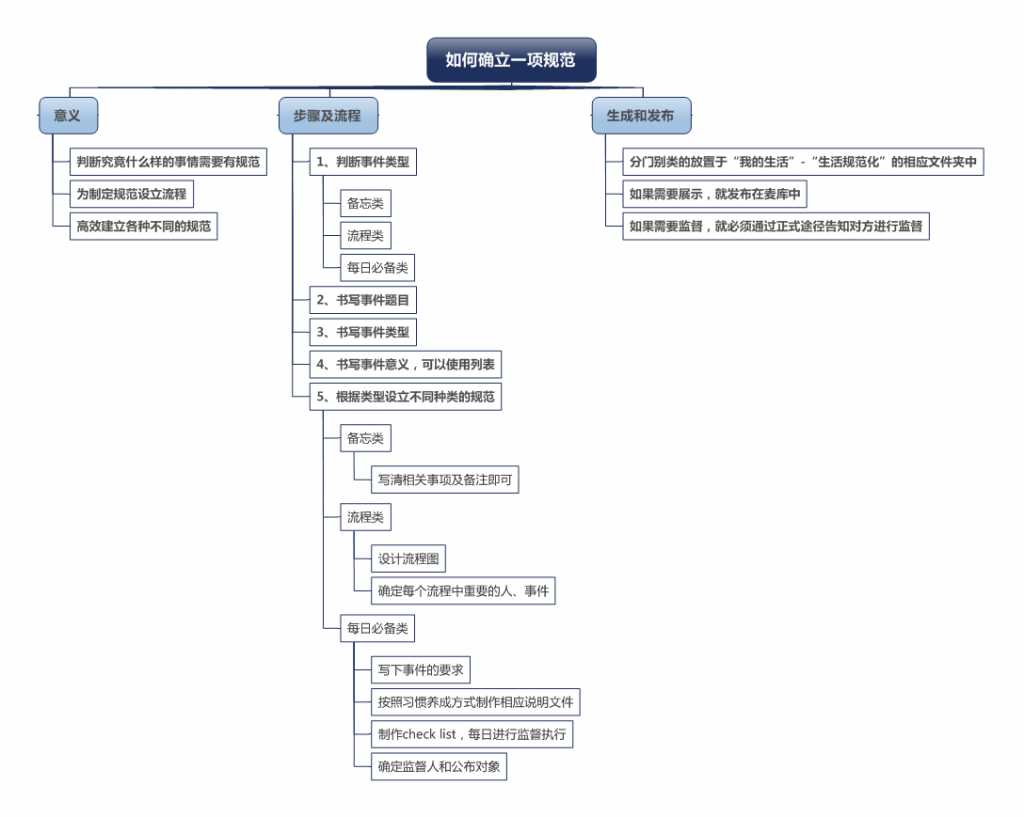 如何确立一项规范
意义
判断究竟什么样的事情需要有规范
为制定规范设立流程
高效建立各种不同的规范
步骤及流程
1、判断事件类型
备忘类
流程类
每日必备类
2、书写事件题目
3、书写事件类型
4、书写事件意义，可以使用列表
5、根据类型设立不同种类的规范
备忘类
写清相关事项及备注即可
流程类
设计流程图
确定每个流程中重要的人、事件
每日必备类
写下事件的要求
按照习惯养成方式制作相应说明文件
制作check list，每日进行监督执行
确定监督人和公布对象
生成和发布
分门别类的放置于“我的生活”-“生活规范化”的相应文件夹中
如果需要展示，就发布在麦库中
如果需要监督，就必须通过正式途径告知对方进行监督